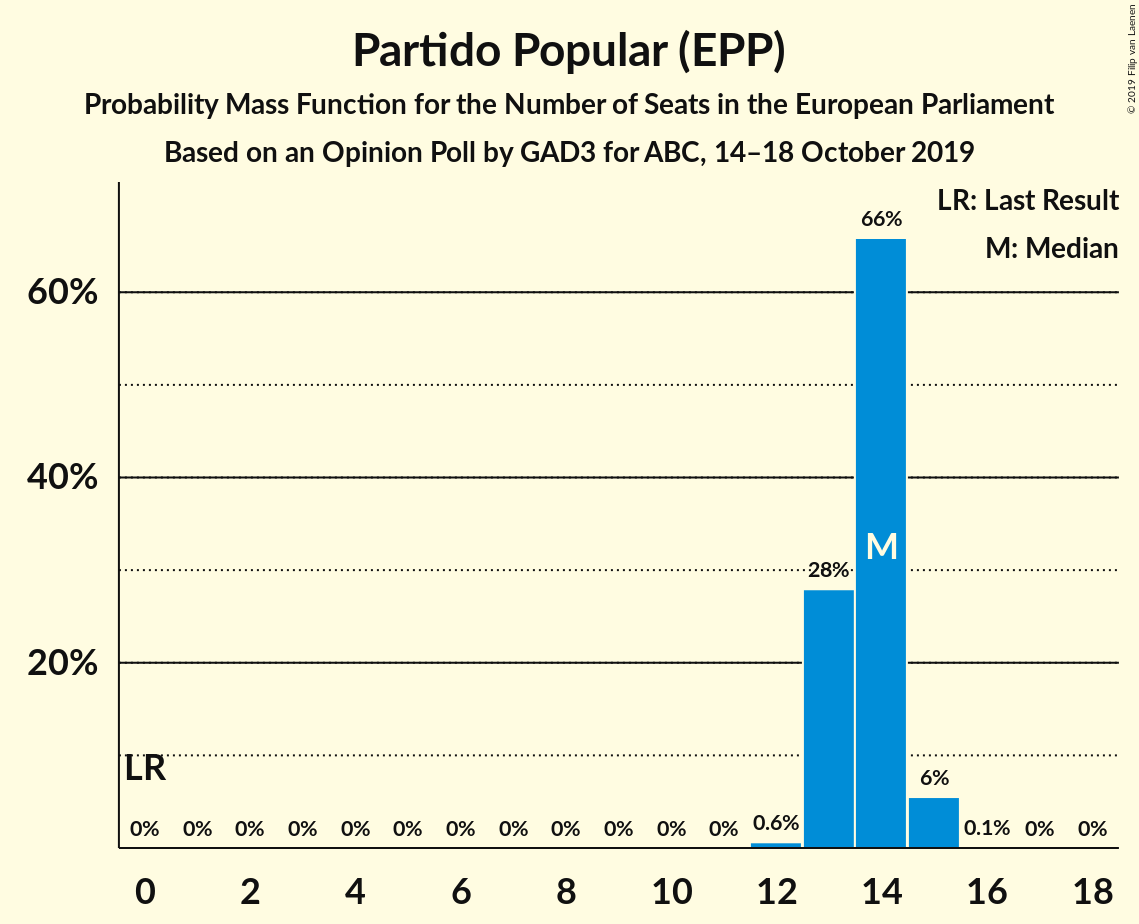 Partido Popular (EPP)
Probability Mass Function for the Number of Seats in the European Parliament
Based on an Opinion Poll by GAD3 for ABC, 14–18 October 2019
© 2019 Filip van Laenen
LR: Last Result
M: Median
60%
40%
20%
66%
M
28%
LR
6%
0% 0% 0% 0% 0% 0% 0% 0% 0% 0% 0% 0% 0.6% 0.1% 0% 0%
0 2 4 6 8 10 12 14 16 18